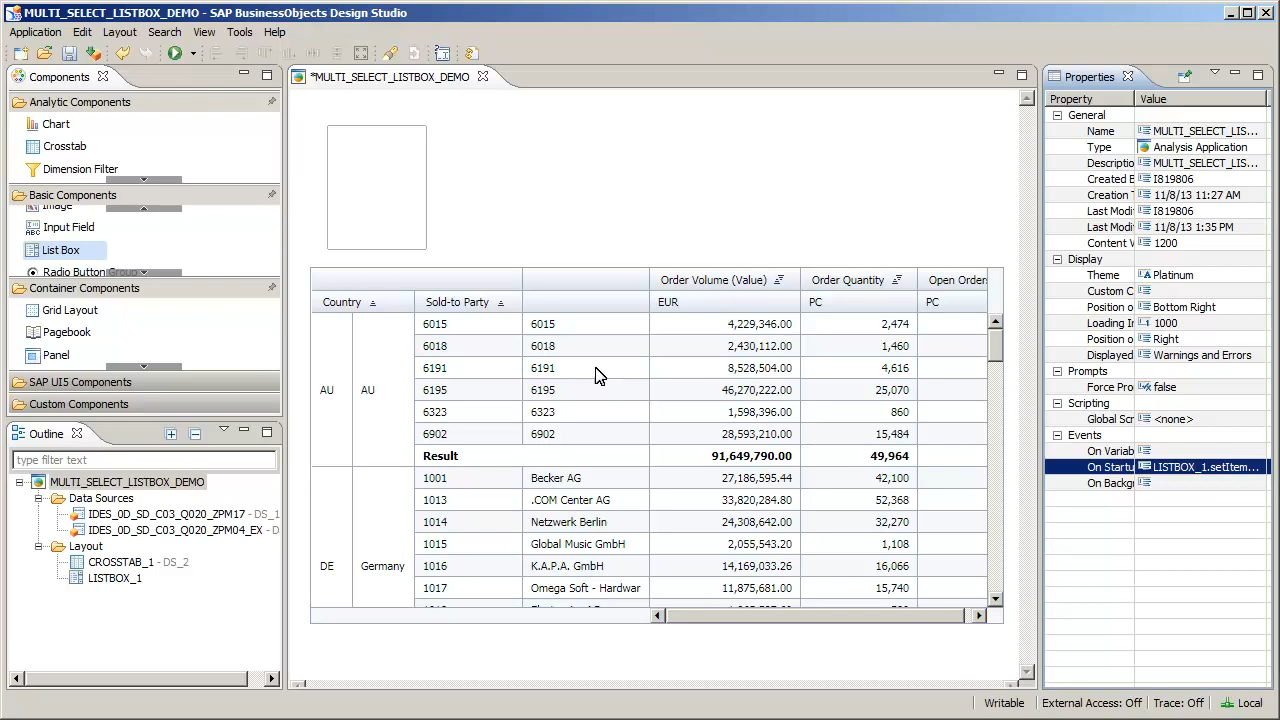 MULTI_SELECT_LISTBOX_DEMO - SAP BusinessObjects Design Studio
Application Edit Layout Search View Tools Help
Components
Analytic Components
Chart
Crosstab
Dimension Filter
Basic Components
Image
Input Field
List Box
Radio Button Group
Container Components
Grid Layout
Pagebook
Panel
SAP UI5 Components
Custom Components
Outline
type filter text
MULTI_SELECT_LISTBOX_DEMO
Data Sources
IDES_0D_SD_C03_Q020_ZPM17 - DS_1
IDES_0D_SD_C03_Q020_ZPM04_EX - D
Layout
CROSSTAB_1 - DS_2
LISTBOX_1
*MULTI_SELECT_LISTBOX_DEMO
Order Volume (Value) Order Quantity Open Orders
Country Sold-to Party EUR PC PC
6015 6015 4,229,346.00 2,474
6018 6018 2,430,112.00 1,460
6191 6191 8,528,504.00 4,616
AU AU 6195 6195 46,270,222.00 25,070
6323 6323 1,598,396.00 860
6902 6902 28,593,210.00 15,484
Result 91,649,790.00 49,964
1001 Becker AG 27,186,595.44 42,100
1013 .COM Center AG 33,820,284.80 52,368
1014 Netzwerk Berlin 24,308,642.00 32,270
1015 Global Music GmbH 2,055,543.20 1,108
DE Germany 1016 K.A.P.A. GmbH 14,169,033.26 16,066
1017 Omega Soft - Hardwar 11,875,681.00 15,740
Properties
Property Value
General
Name MULTI_SELECT_LIS...
Type Analysis Application
Descriptio MULTI_SELECT_LIS...
Created B I819806
Creation T 11/8/13 11:27 AM
Last Modi I819806
Last Modi 11/8/13 1:35 PM
Content V 1200
Display
Theme Platinum
Custom C
Position o Bottom Right
Loading In 1000
Position o Right
Displayed Warnings and Errors
Prompts
Force Pro false
Scripting
Global Scr <none>
Events
On Variab
On Startu LISTBOX_1.setItem...
On Backg
Writable External Access: Off Trace: Off Local